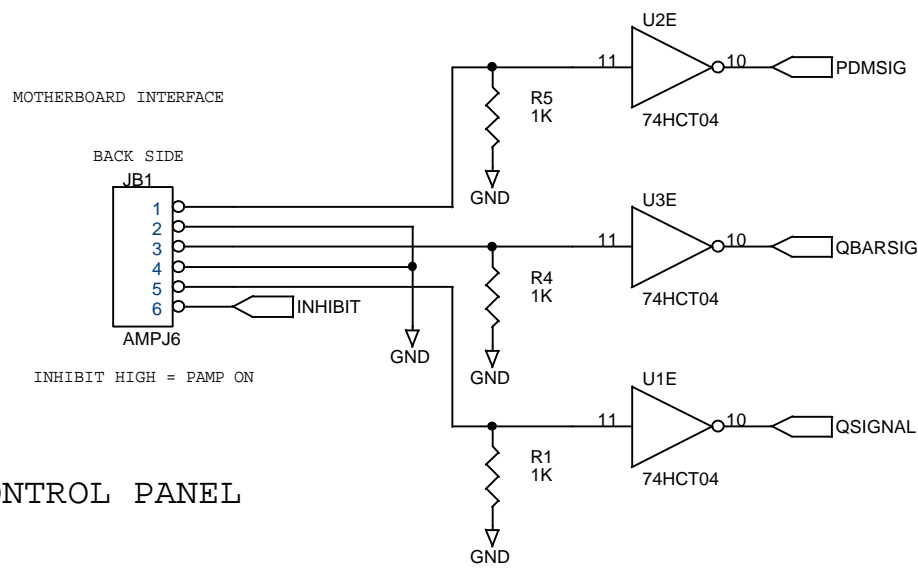 U2E
11
10
PDMSIG
MOTHERBOARD INTERFACE
R5
1K
74HCT04
BACK SIDE
JB1
GND
U3E
1
2
3
4
5
6
11
10
QBARSIG
R4
1K
74HCT04
INHIBIT
AMPJ6
GND
GND
INHIBIT HIGH = PAMP ON
U1E
11
10
QSIGNAL
R1
1K
74HCT04
ONTROL PANEL
GND